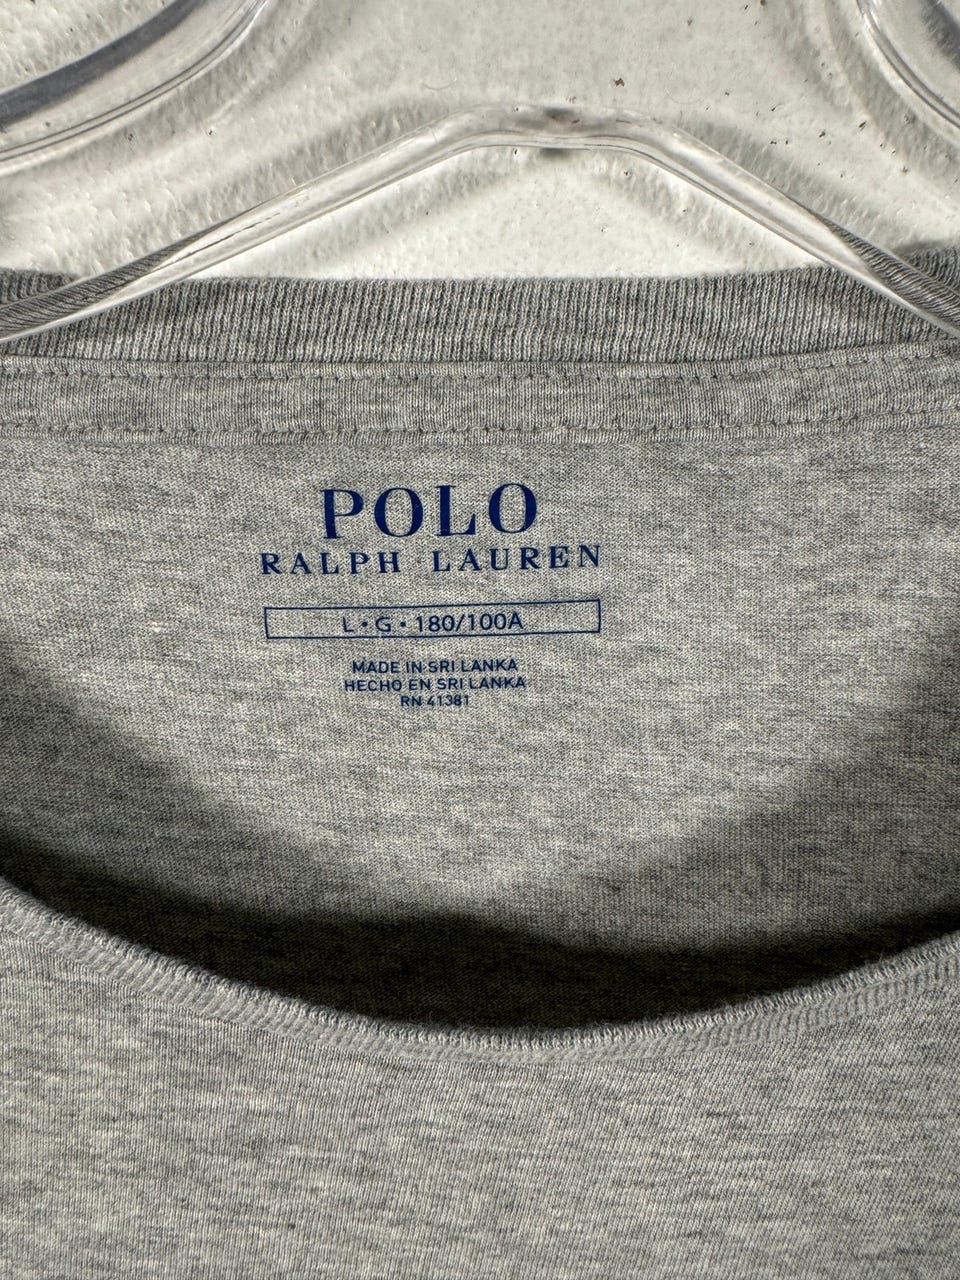 POLO
RALPH LAUREN
L • G • 180/100A
MADE IN SRI LANKA
HECHO EN SRI LANKA
RN 41381